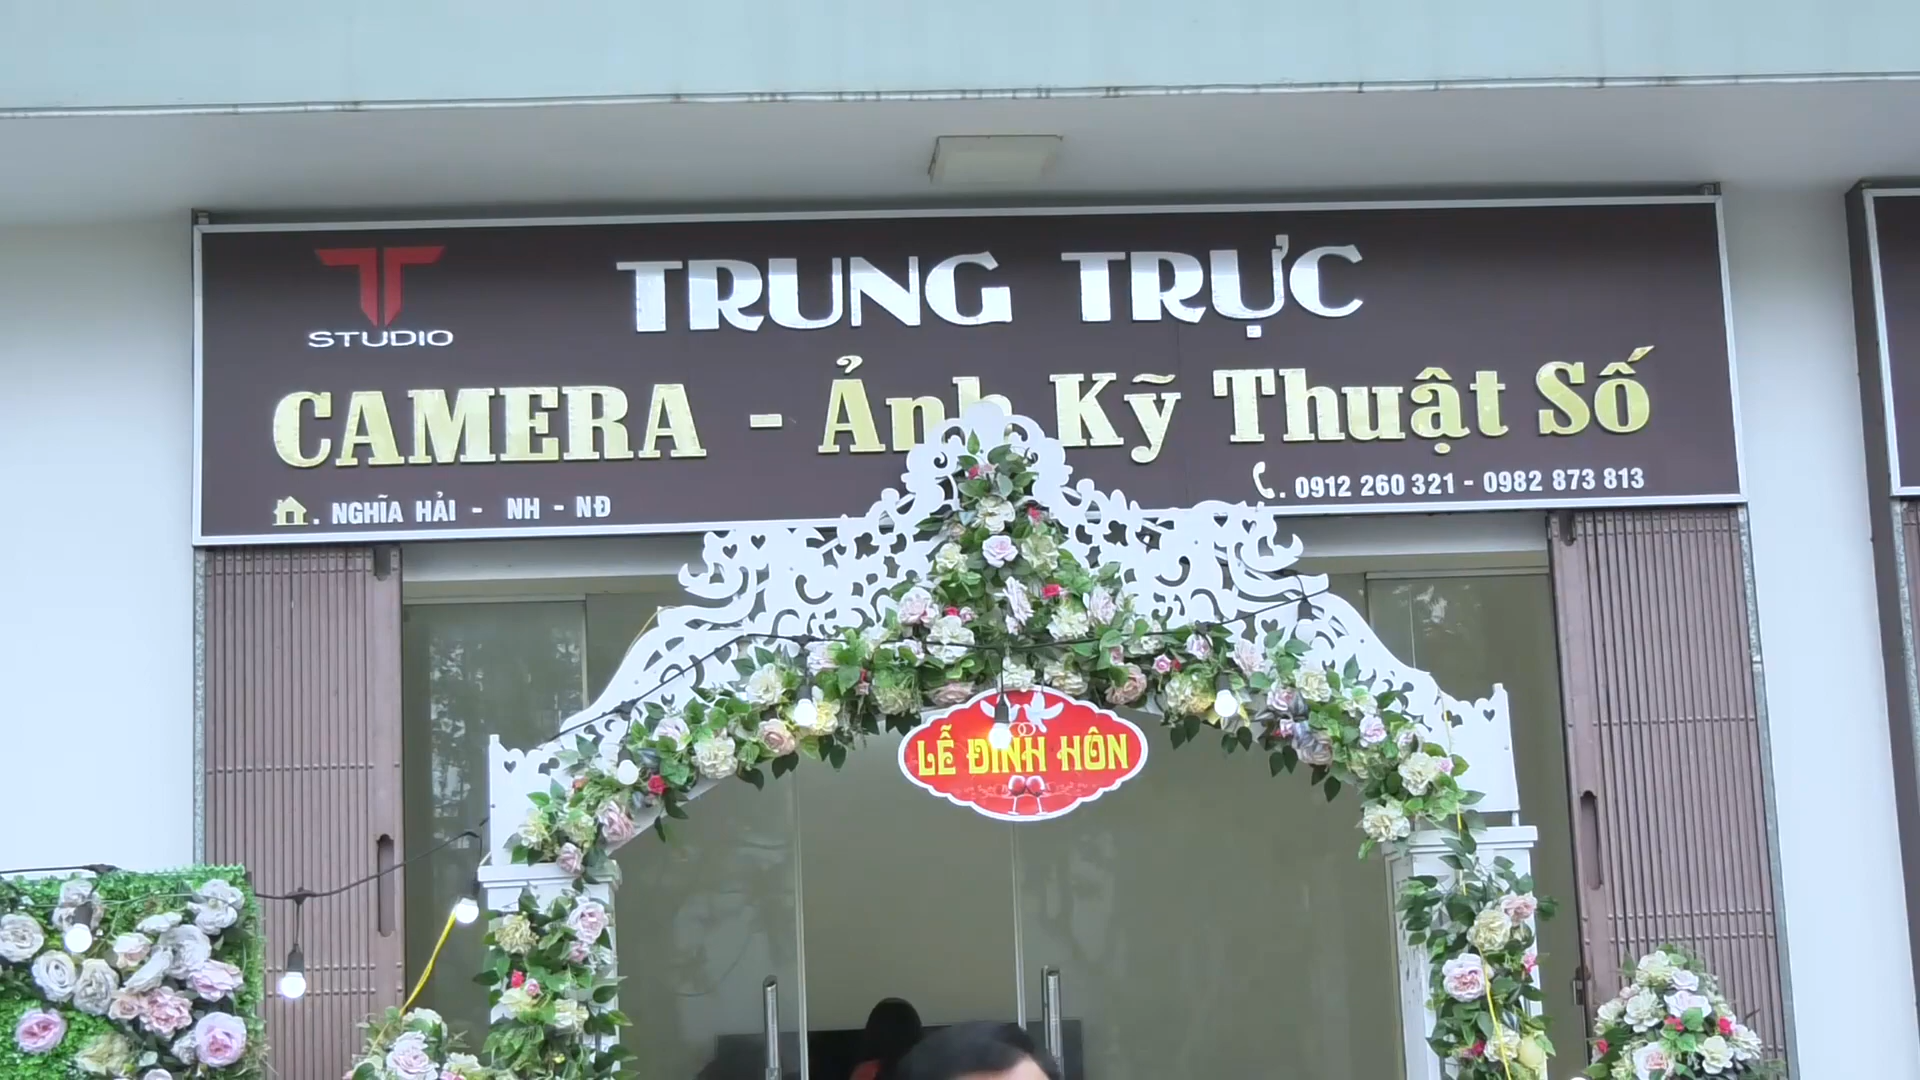 STUDIO
TRUNG TRỰC
CAMERA - Ảnh Kỹ Thuật Số
. NGHĨA HẢI - NH - NĐ
. 0912 260 321 - 0982 873 813
LỄ ĐÍNH HÔN